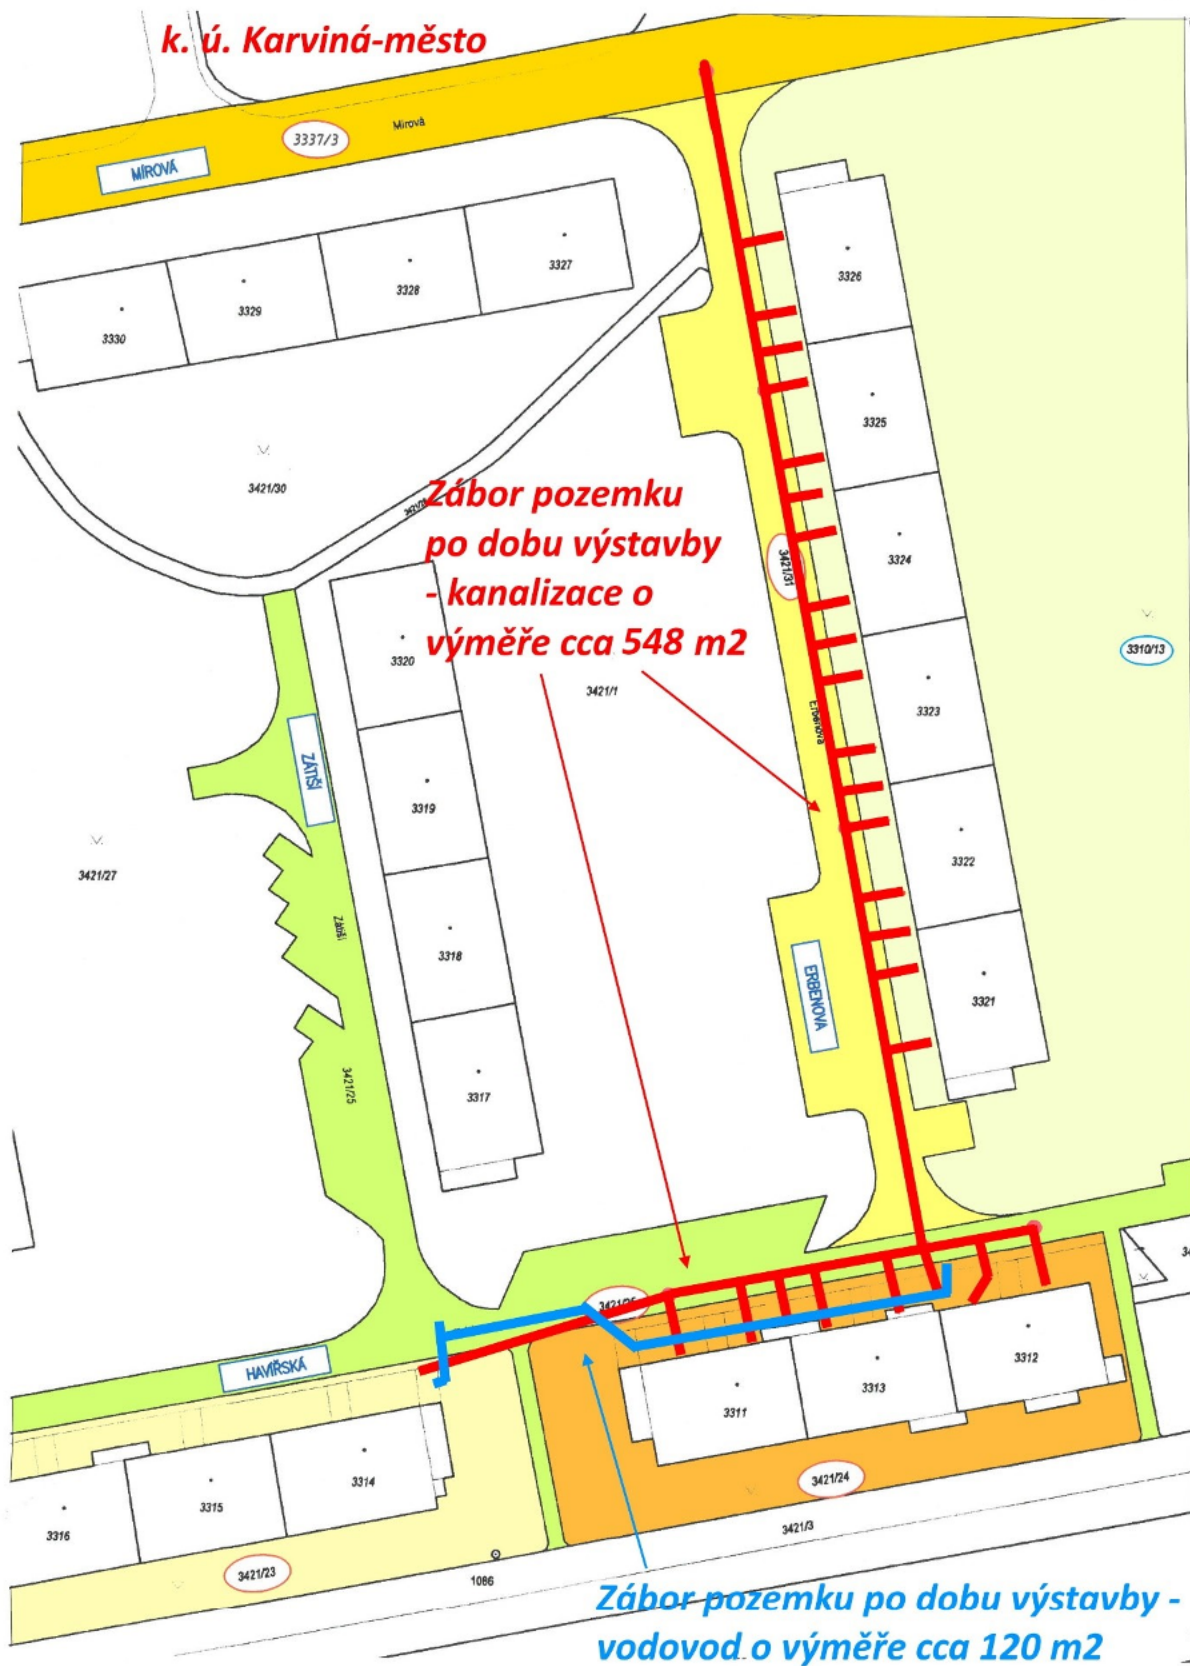 k. ú. Karviná-město
Mírová
3337/3
MÍROVÁ
3326
3327
3328
3329
3330
3325
3421/30
Zábor pozemku
po dobu výstavby
- kanalizace o
výměře cca 548 m2
3324
3421/31
3320
3421/1
3310/13
3323
Erbenova
ZÁTIŠÍ
3319
3322
3421/27
Zátiší
3318
ERBENOVA
3321
3421/25
3317
HAVÍŘSKÁ
3312
3313
3311
3314
3315
3316
3421/24
3421/3
3421/23
1086
Zábor pozemku po dobu výstavby -
vodovod o výměře cca 120 m2